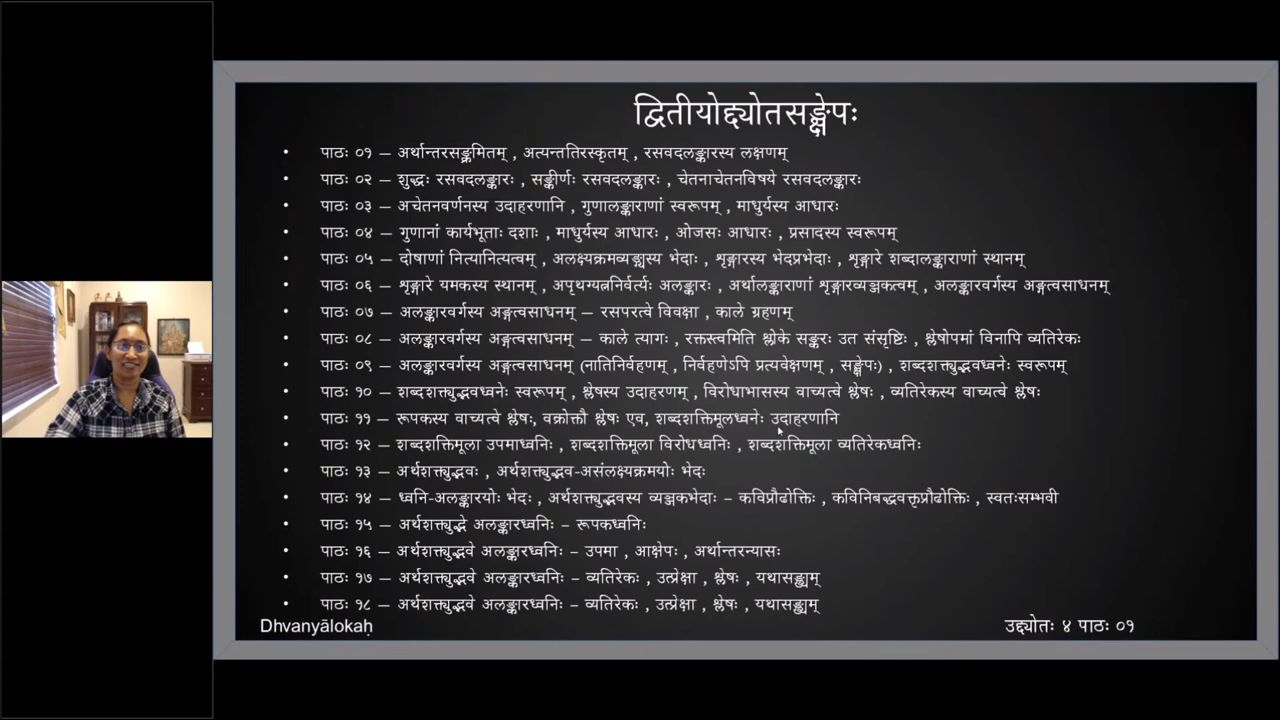 द्वितीयोद्द्योतसङ्क्षेपः
• पाठः ०१ – अर्थान्तरसङ्क्रमितम् , अत्यन्ततिरस्कृतम् , रसवदलङ्कारस्य लक्षणम्
• पाठः ०२ – शुद्धः रसवदलङ्कारः , सङ्कीर्णः रसवदलङ्कारः , चेतनाचेतनविषये रसवदलङ्कारः
• पाठः ०३ – अचेतनवर्णनस्य उदाहरणानि , गुणालङ्काराणां स्वरूपम् , माधुर्यस्य आधारः
• पाठः ०४ – गुणानां कार्यभूताः दशाः , माधुर्यस्य आधारः , ओजसः आधारः , प्रसादस्य स्वरूपम्
• पाठः ०५ – दोषाणां नित्यानित्यत्वम् , अलक्ष्यक्रमव्यङ्ग्यस्य भेदाः , शृङ्गारस्य भेदप्रभेदाः , शृङ्गारे शब्दालङ्काराणां स्थानम्
• पाठः ०६ – शृङ्गारे यमकस्य स्थानम् , अपृथग्यत्ननिर्वर्त्यः अलङ्कारः , अर्थालङ्काराणां शृङ्गारव्यञ्जकत्वम् , अलङ्कारवर्गस्य अङ्गत्वसाधनम्
• पाठः ०७ – अलङ्कारवर्गस्य अङ्गत्वसाधनम् – रसपरत्वे विवक्षा , काले ग्रहणम्
• पाठः ०८ – अलङ्कारवर्गस्य अङ्गत्वसाधनम् – काले त्यागः , रक्तस्त्वमिति श्लोके सङ्करः उत संसृष्टिः , श्लेषोपमां विनापि व्यतिरेकः
• पाठः ०९ – अलङ्कारवर्गस्य अङ्गत्वसाधनम् (नातिनिर्वहणम् , निर्वहणेऽपि प्रत्यवेक्षणम् , सङ्क्षेपः) , शब्दशक्त्युद्भवध्वनेः स्वरूपम्
• पाठः १० – शब्दशक्त्युद्भवध्वनेः स्वरूपम् , श्लेषस्य उदाहरणम् , विरोधाभासस्य वाच्यत्वे श्लेषः , व्यतिरेकस्य वाच्यत्वे श्लेषः
• पाठः ११ – रूपकस्य वाच्यत्वे श्लेषः, वक्रोक्तौ श्लेषः एव, शब्दशक्तिमूलध्वनेः उदाहरणानि
• पाठः १२ – शब्दशक्तिमूला उपमाध्वनिः , शब्दशक्तिमूला विरोधध्वनिः , शब्दशक्तिमूला व्यतिरेकध्वनिः
• पाठः १३ – अर्थशक्त्युद्भवः , अर्थशक्त्युद्भव-असंलक्ष्यक्रमयोः भेदः
• पाठः १४ – ध्वनि-अलङ्कारयोः भेदः , अर्थशक्त्युद्भवस्य व्यञ्जकभेदाः – कविप्रौढोक्तिः , कविनिबद्धवक्तृप्रौढोक्तिः , स्वतःसम्भवी
• पाठः १५ – अर्थशक्त्युद्भे अलङ्कारध्वनिः – रूपकध्वनिः
• पाठः १६ – अर्थशक्त्युद्भवे अलङ्कारध्वनिः – उपमा , आक्षेपः , अर्थान्तरन्यासः
• पाठः १७ – अर्थशक्त्युद्भवे अलङ्कारध्वनिः – व्यतिरेकः , उत्प्रेक्षा , श्लेषः , यथासङ्ख्यम्
• पाठः १८ – अर्थशक्त्युद्भवे अलङ्कारध्वनिः – व्यतिरेकः , उत्प्रेक्षा , श्लेषः , यथासङ्ख्यम्
Dhvanyālokaḥ
उद्द्योतः ४ पाठः ०१